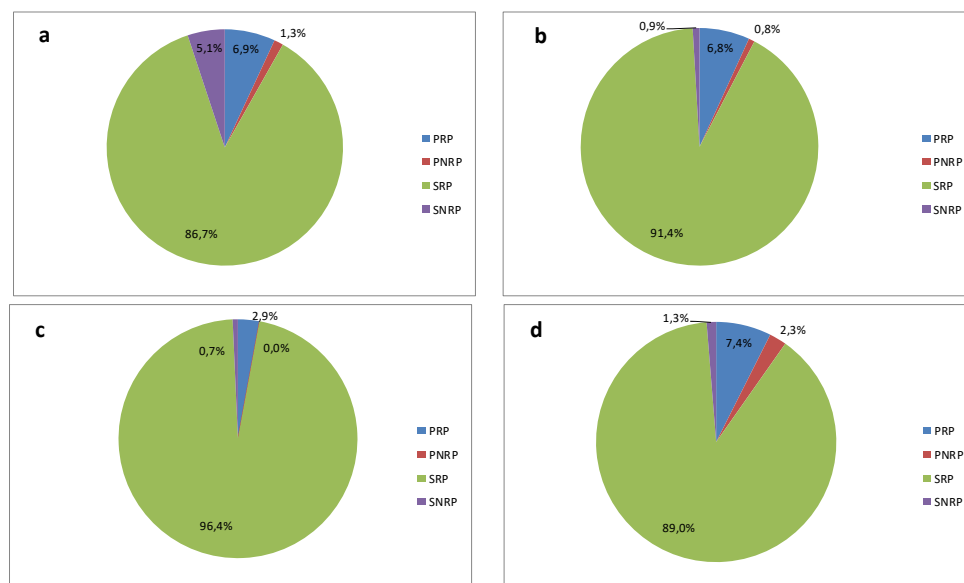 a
5,1%
6,9%
1,3%
86,7%
PRP
PNRP
SRP
SNRP
b
0,9%
6,8%
0,8%
91,4%
PRP
PNRP
SRP
SNRP
c
2,9%
0,7%
0,0%
96,4%
PRP
PNRP
SRP
SNRP
d
1,3%
7,4%
2,3%
89,0%
PRP
PNRP
SRP
SNRP